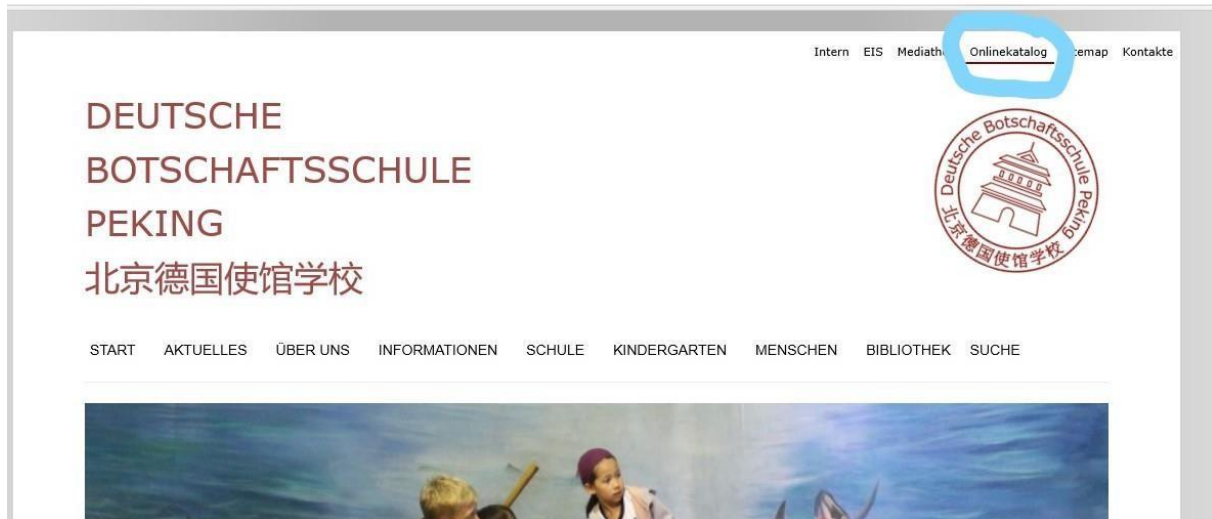 Intern EIS Onlinekatalog Kontakte
DEUTSCHE
BOTSCHAFTSSCHULE
PEKING
北京德国使馆学校
Deutsche Botschaftsschule Peking
北京德国使馆学校
START AKTUELLES ÜBER UNS INFORMATIONEN SCHULE KINDERGARTEN MENSCHEN BIBLIOTHEK SUCHE